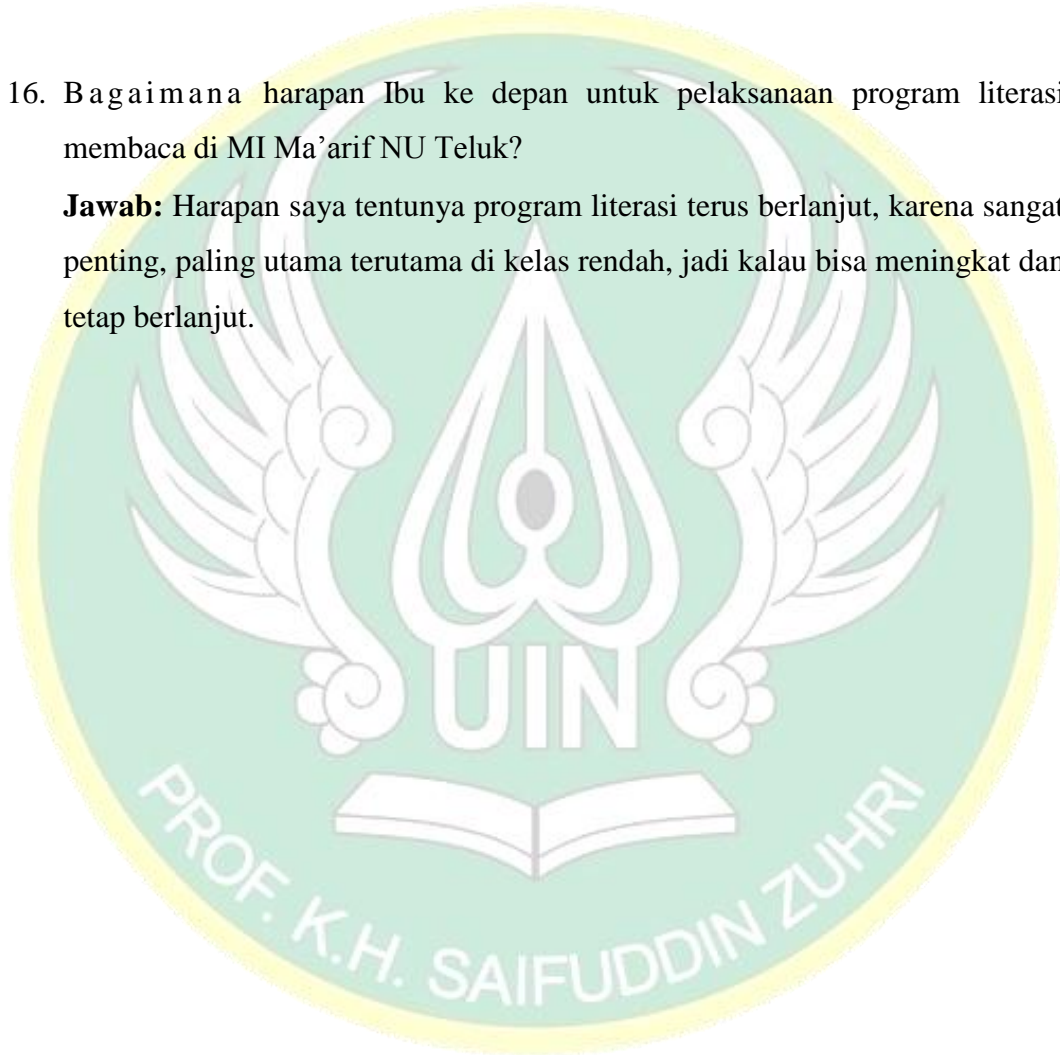 16. Bagaimana harapan Ibu ke depan untuk pelaksanaan program literasi
membaca di MI Ma’arif NU Teluk?
Jawab: Harapan saya tentunya program literasi terus berlanjut, karena sangat
penting, paling utama terutama di kelas rendah, jadi kalau bisa meningkat dan
tetap berlanjut.
UIN
PROF. K.H. SAIFUDDIN ZUHRI